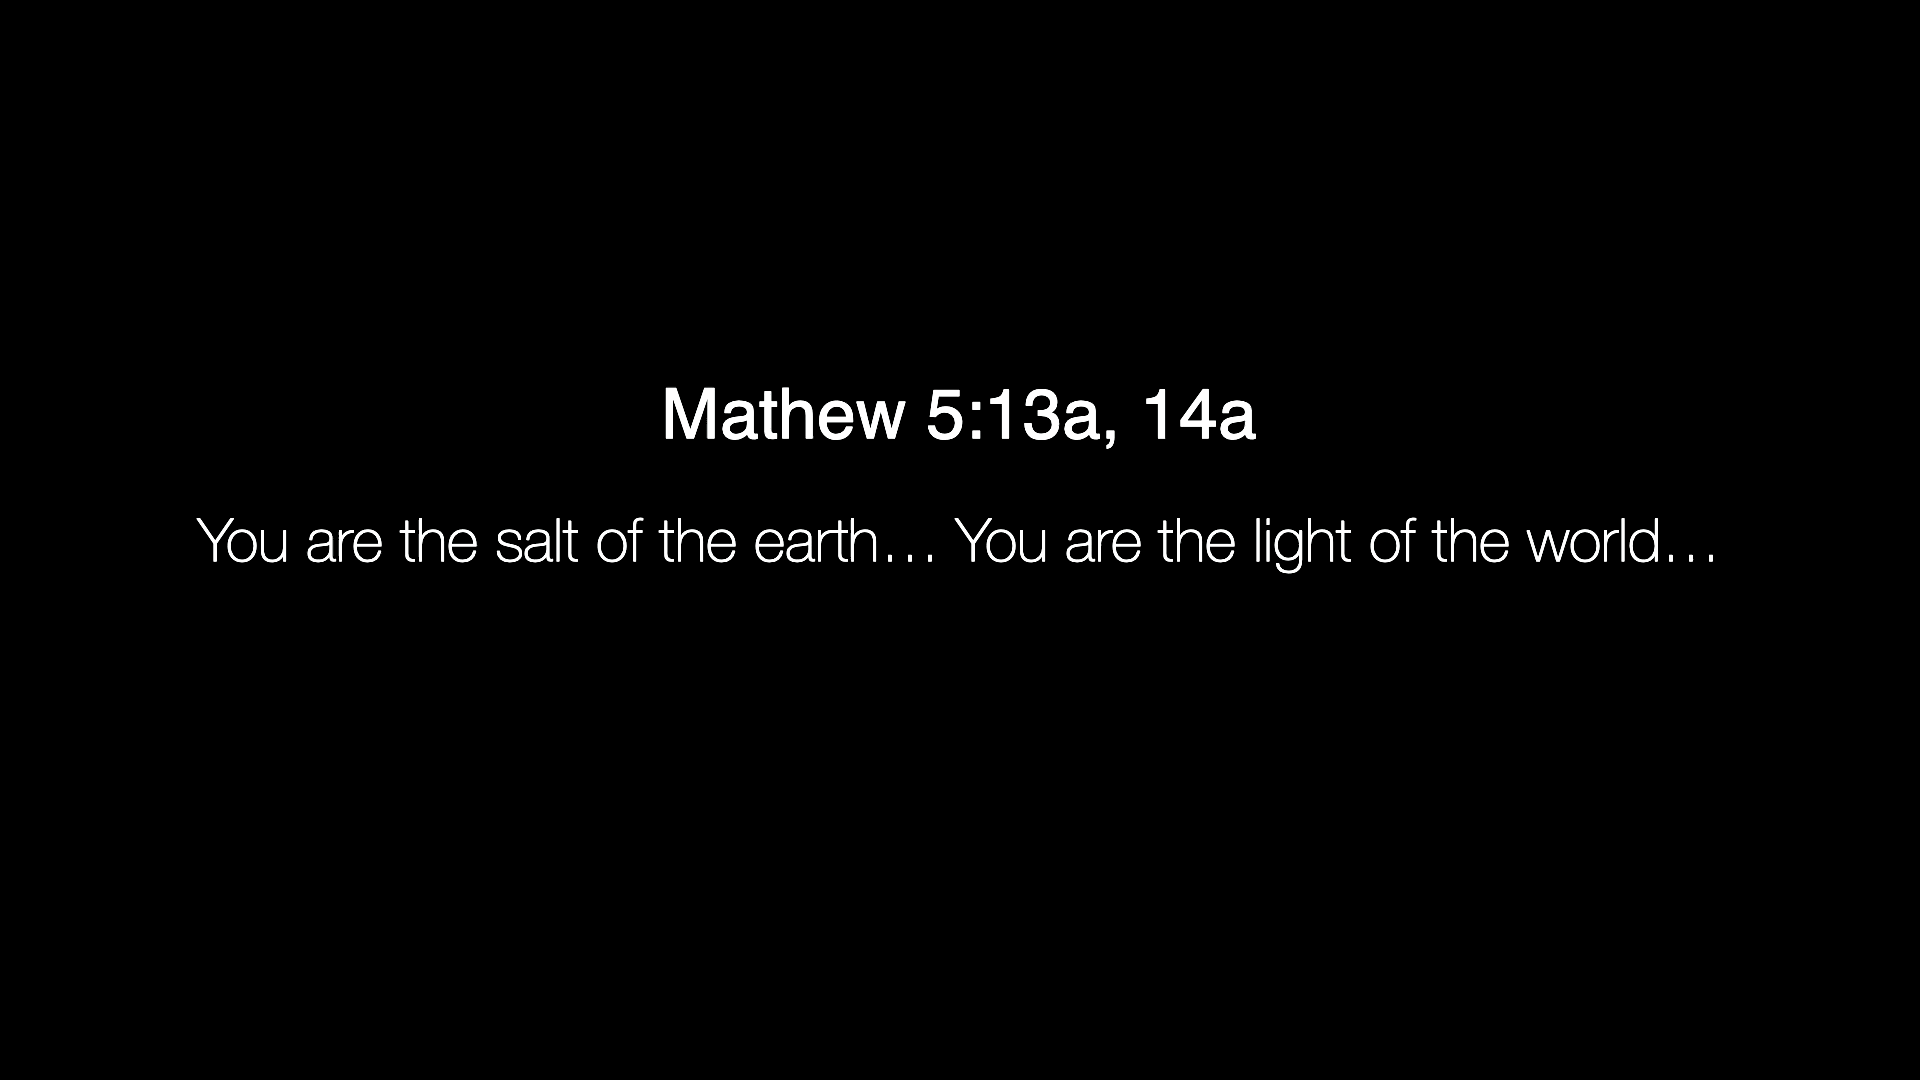 Mathew 5:13a, 14a
You are the salt of the earth… You are the light of the world…